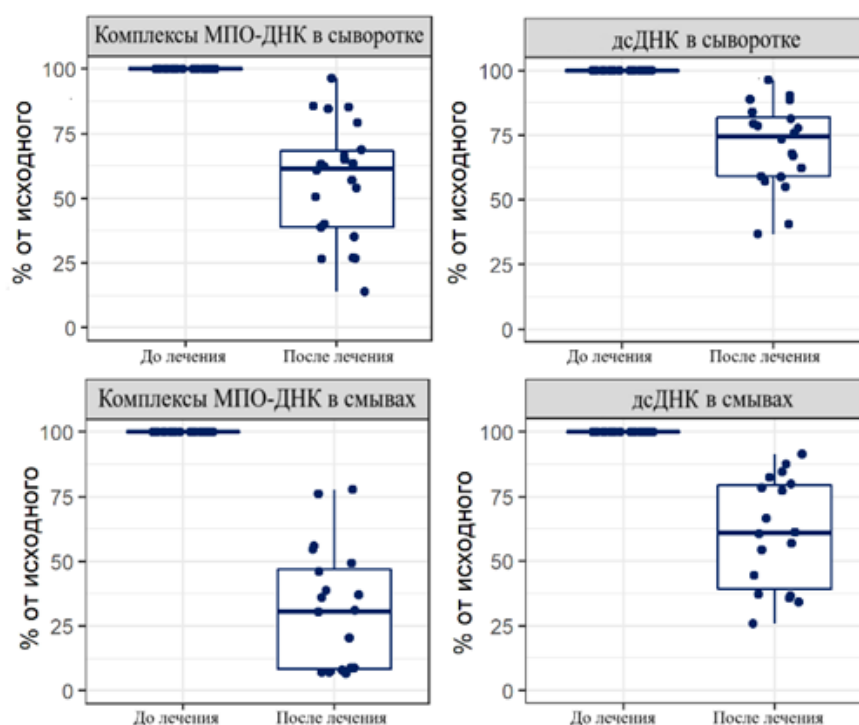 Комплексы МПО-ДНК в сыворотке
% от исходного
100
75
50
25
0
До лечения После лечения
дсДНК в сыворотке
% от исходного
100
75
50
25
0
До лечения После лечения
Комплексы МПО-ДНК в смывах
% от исходного
100
75
50
25
0
До лечения После лечения
дсДНК в смывах
% от исходного
100
75
50
25
0
До лечения После лечения